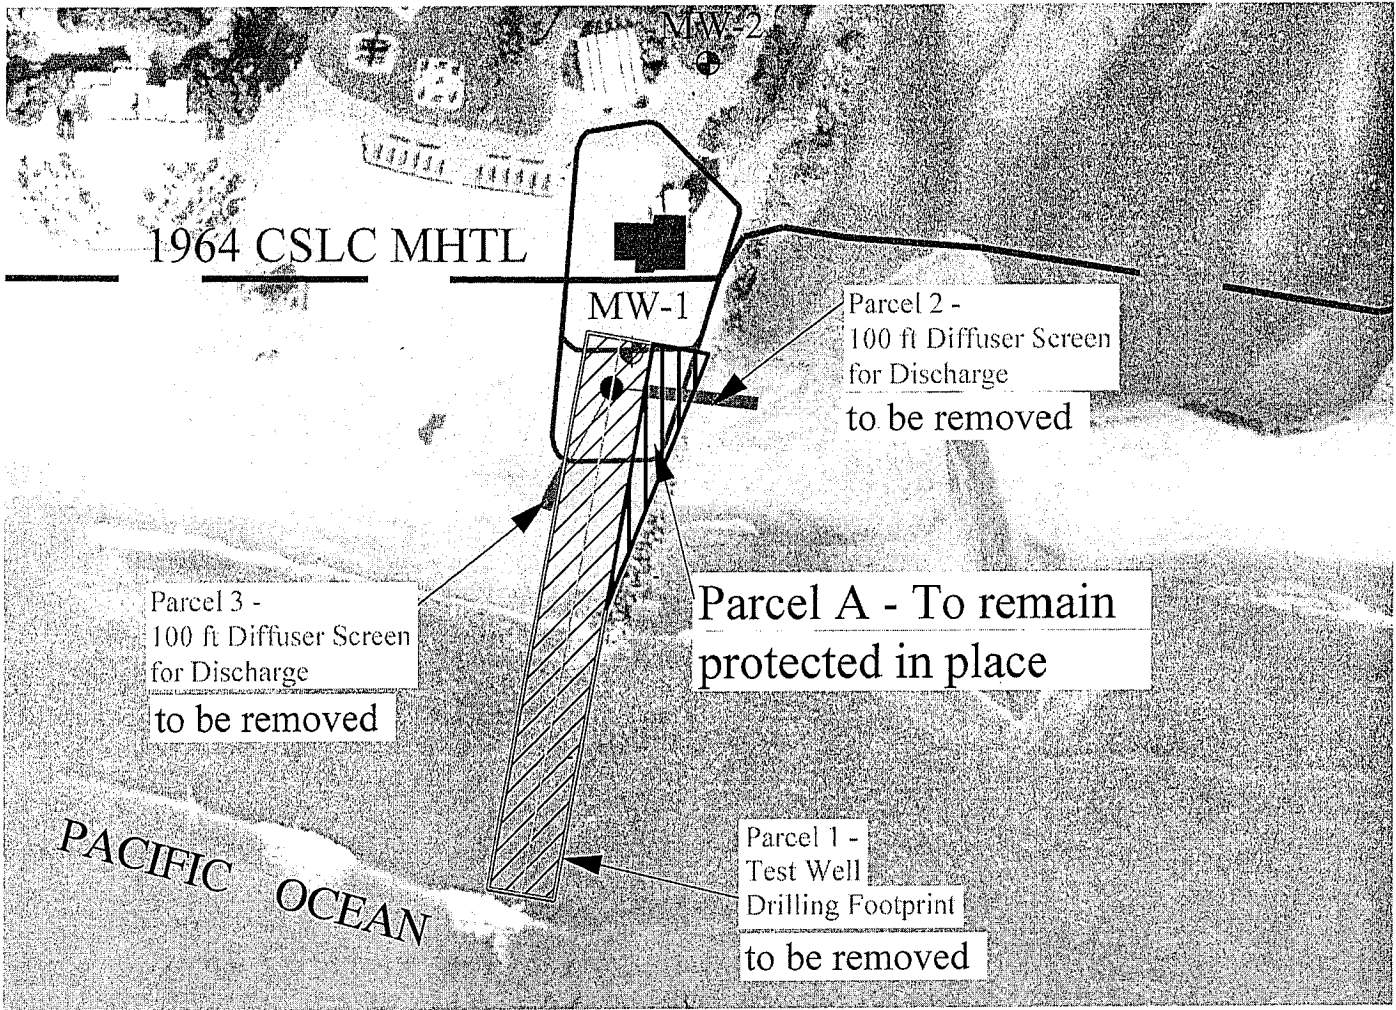 MW-2
1964 CSLC MHTL
MW-1
Parcel 2 -
100 ft Diffuser Screen
for Discharge
to be removed
Parcel 3 -
100 ft Diffuser Screen
for Discharge
to be removed
Parcel A - To remain
protected in place
Parcel 1 -
Test Well
Drilling Footprint
to be removed
PACIFIC OCEAN